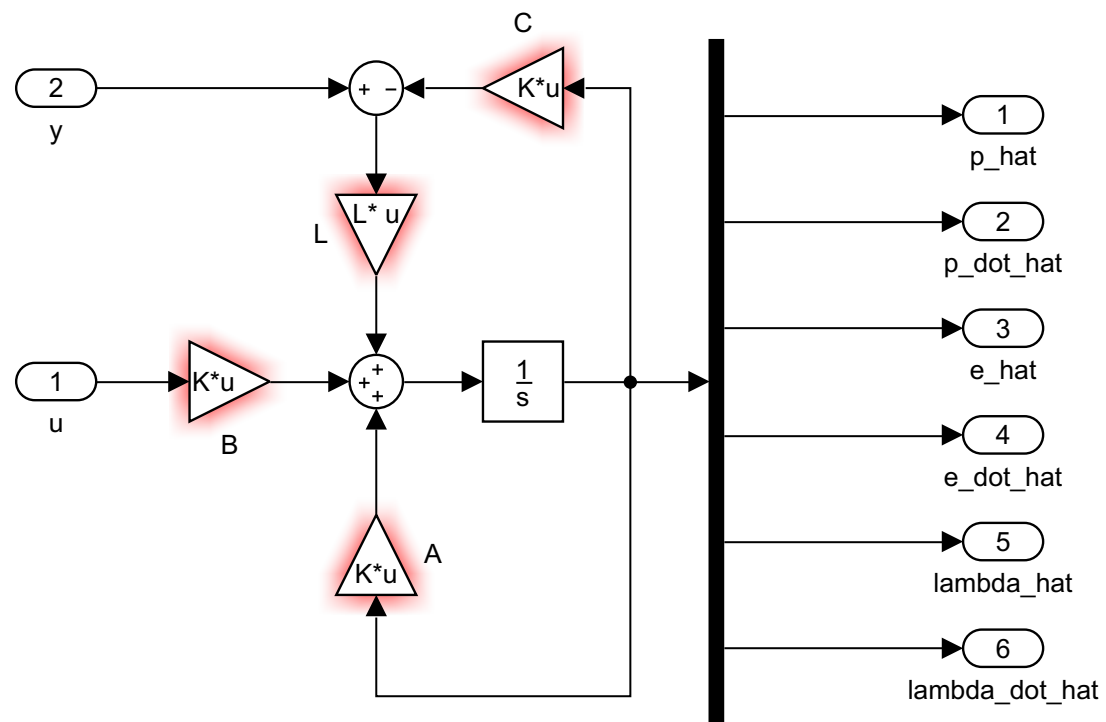 C
2
+ −
K*u
y
1
p_hat
L* u
L
2
p_dot_hat
3
e_hat
1
u
K*u
B
+
+
+
1
s
4
e_dot_hat
K*u
A
5
lambda_hat
6
lambda_dot_hat